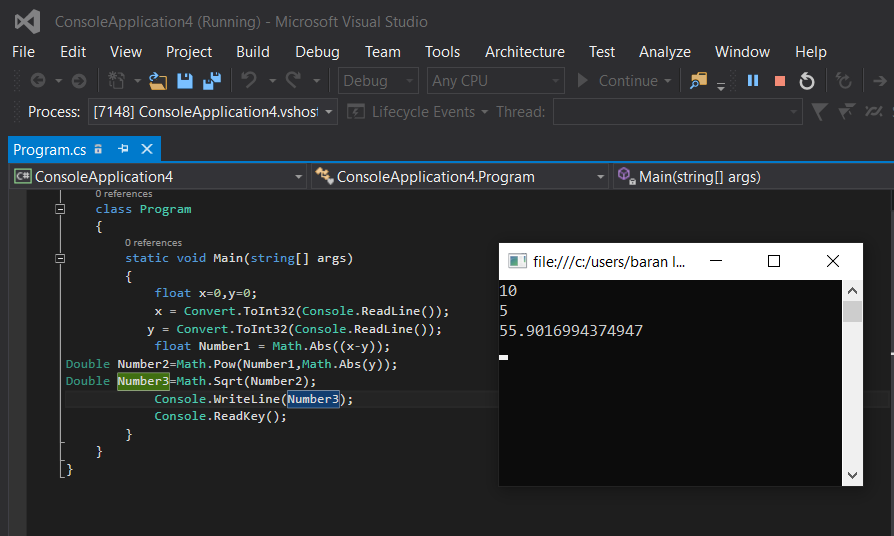 ConsoleApplication4 (Running) - Microsoft Visual Studio
File Edit View Project Build Debug Team Tools Architecture Test Analyze Window Help
Debug Any CPU Continue
Process: [7148] ConsoleApplication4.vshost Lifecycle Events Thread:
Program.cs
C# ConsoleApplication4 ConsoleApplication4.Program Main(string[] args)
0 references
class Program
{
0 references
static void Main(string[] args)
{
float x=0,y=0;
x = Convert.ToInt32(Console.ReadLine());
y = Convert.ToInt32(Console.ReadLine());
float Number1 = Math.Abs((x-y));
Double Number2=Math.Pow(Number1,Math.Abs(y));
Double Number3=Math.Sqrt(Number2);
Console.WriteLine(Number3);
Console.ReadKey();
}
}
}
file:///c:/users/baran l...
10
5
55.9016994374947